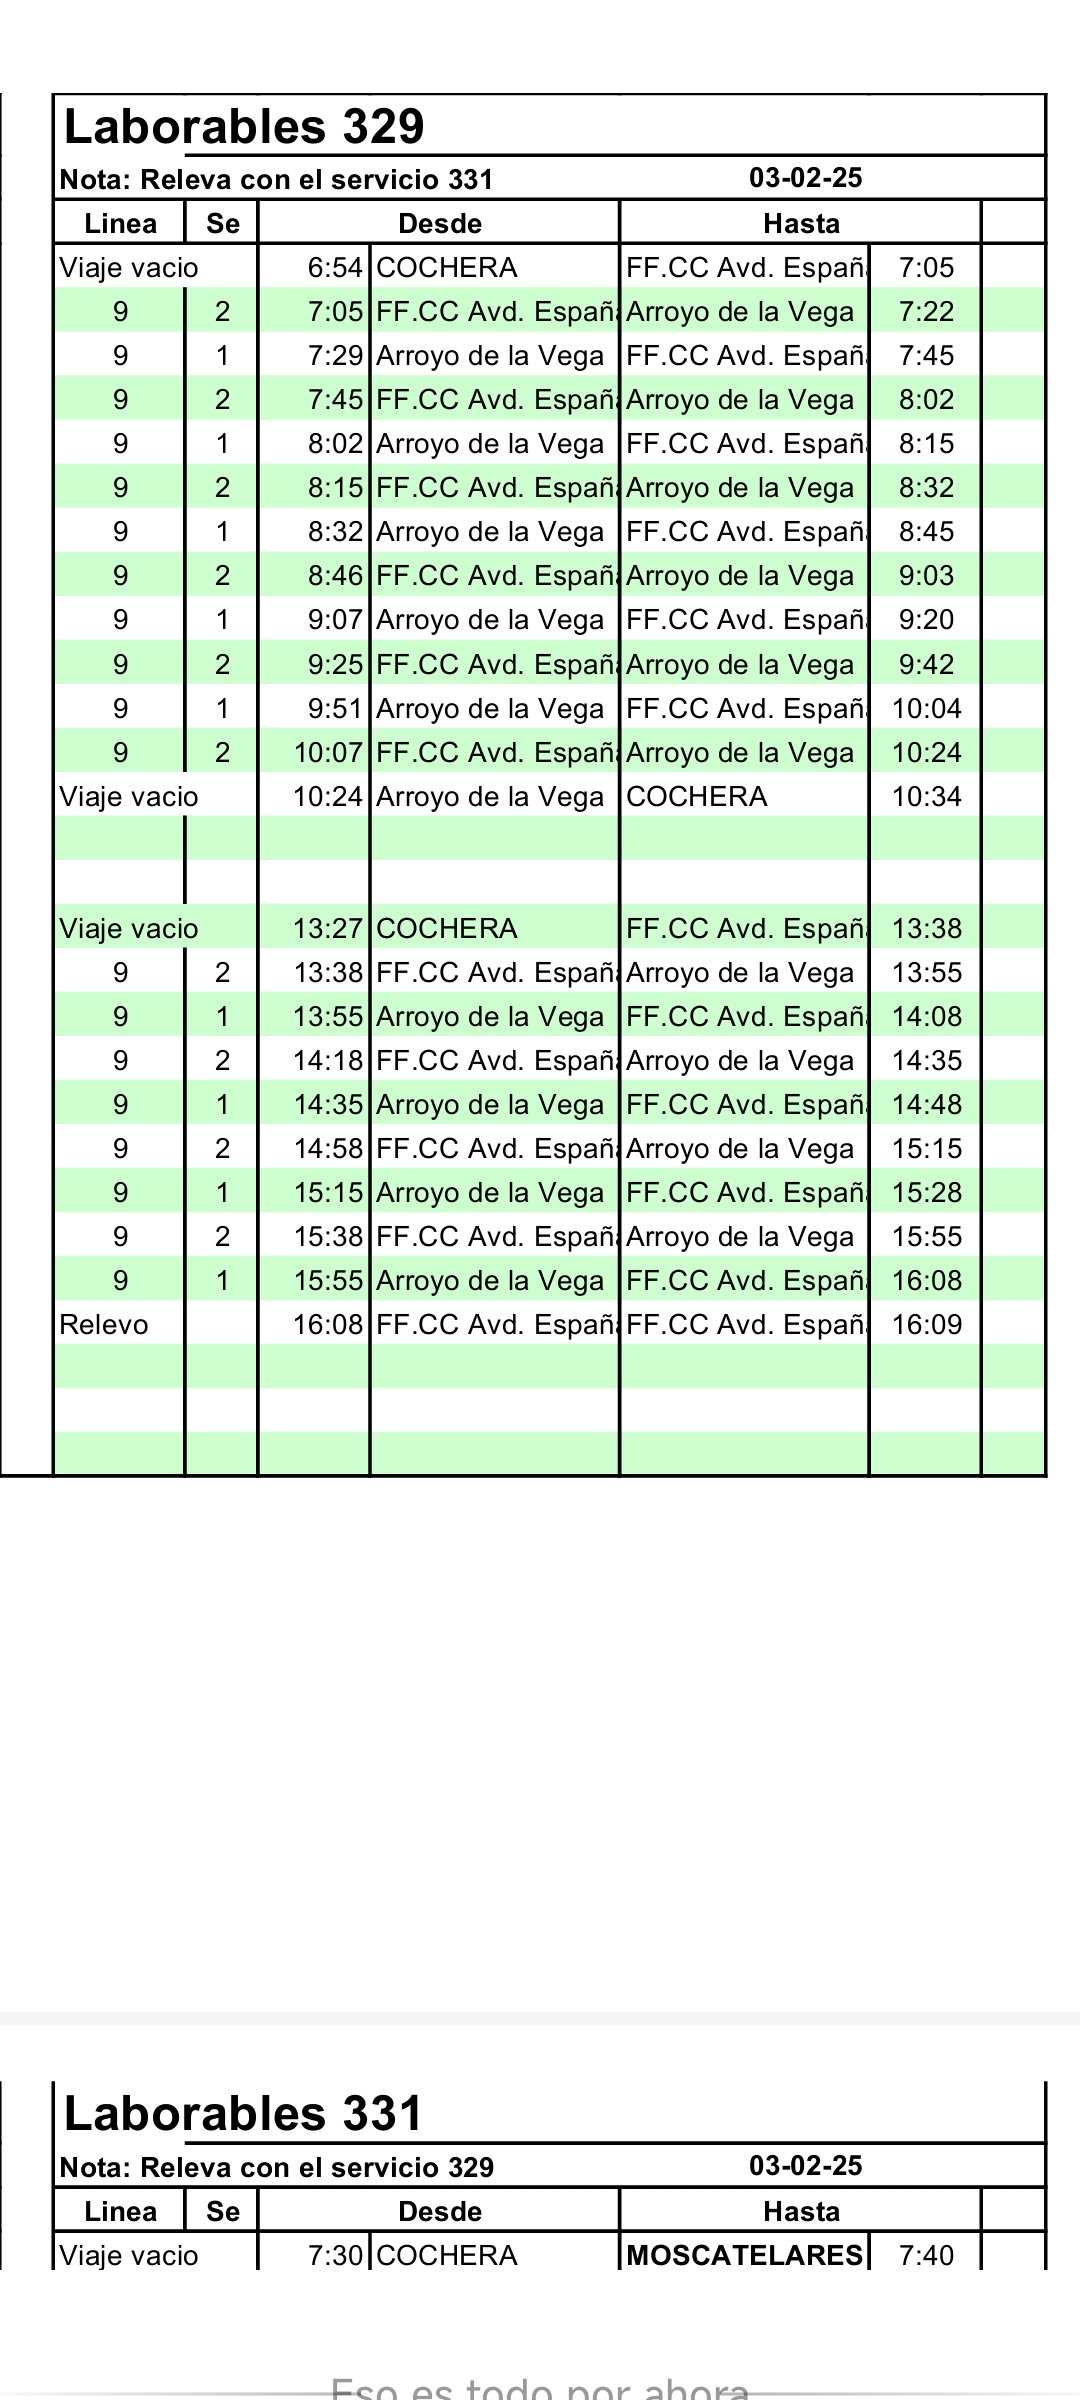 Laborables 329
Nota: Releva con el servicio 331 03-02-25
Linea Se Desde Hasta
Viaje vacio 6:54 COCHERA FF.CC Avd. Españ 7:05
9 2 7:05 FF.CC Avd. Españ Arroyo de la Vega 7:22
9 1 7:29 Arroyo de la Vega FF.CC Avd. Españ 7:45
9 2 7:45 FF.CC Avd. Españ Arroyo de la Vega 8:02
9 1 8:02 Arroyo de la Vega FF.CC Avd. Españ 8:15
9 2 8:15 FF.CC Avd. Españ Arroyo de la Vega 8:32
9 1 8:32 Arroyo de la Vega FF.CC Avd. Españ 8:45
9 2 8:46 FF.CC Avd. Españ Arroyo de la Vega 9:03
9 1 9:07 Arroyo de la Vega FF.CC Avd. Españ 9:20
9 2 9:25 FF.CC Avd. Españ Arroyo de la Vega 9:42
9 1 9:51 Arroyo de la Vega FF.CC Avd. Españ 10:04
9 2 10:07 FF.CC Avd. Españ Arroyo de la Vega 10:24
Viaje vacio 10:24 Arroyo de la Vega COCHERA 10:34
Viaje vacio 13:27 COCHERA FF.CC Avd. Españ 13:38
9 2 13:38 FF.CC Avd. Españ Arroyo de la Vega 13:55
9 1 13:55 Arroyo de la Vega FF.CC Avd. Españ 14:08
9 2 14:18 FF.CC Avd. Españ Arroyo de la Vega 14:35
9 1 14:35 Arroyo de la Vega FF.CC Avd. Españ 14:48
9 2 14:58 FF.CC Avd. Españ Arroyo de la Vega 15:15
9 1 15:15 Arroyo de la Vega FF.CC Avd. Españ 15:28
9 2 15:38 FF.CC Avd. Españ Arroyo de la Vega 15:55
9 1 15:55 Arroyo de la Vega FF.CC Avd. Españ 16:08
Relevo 16:08 FF.CC Avd. Españ FF.CC Avd. Españ 16:09
Laborables 331
Nota: Releva con el servicio 329 03-02-25
Linea Se Desde Hasta
Viaje vacio 7:30 COCHERA MOSCATELARES 7:40
Eso es todo por ahora